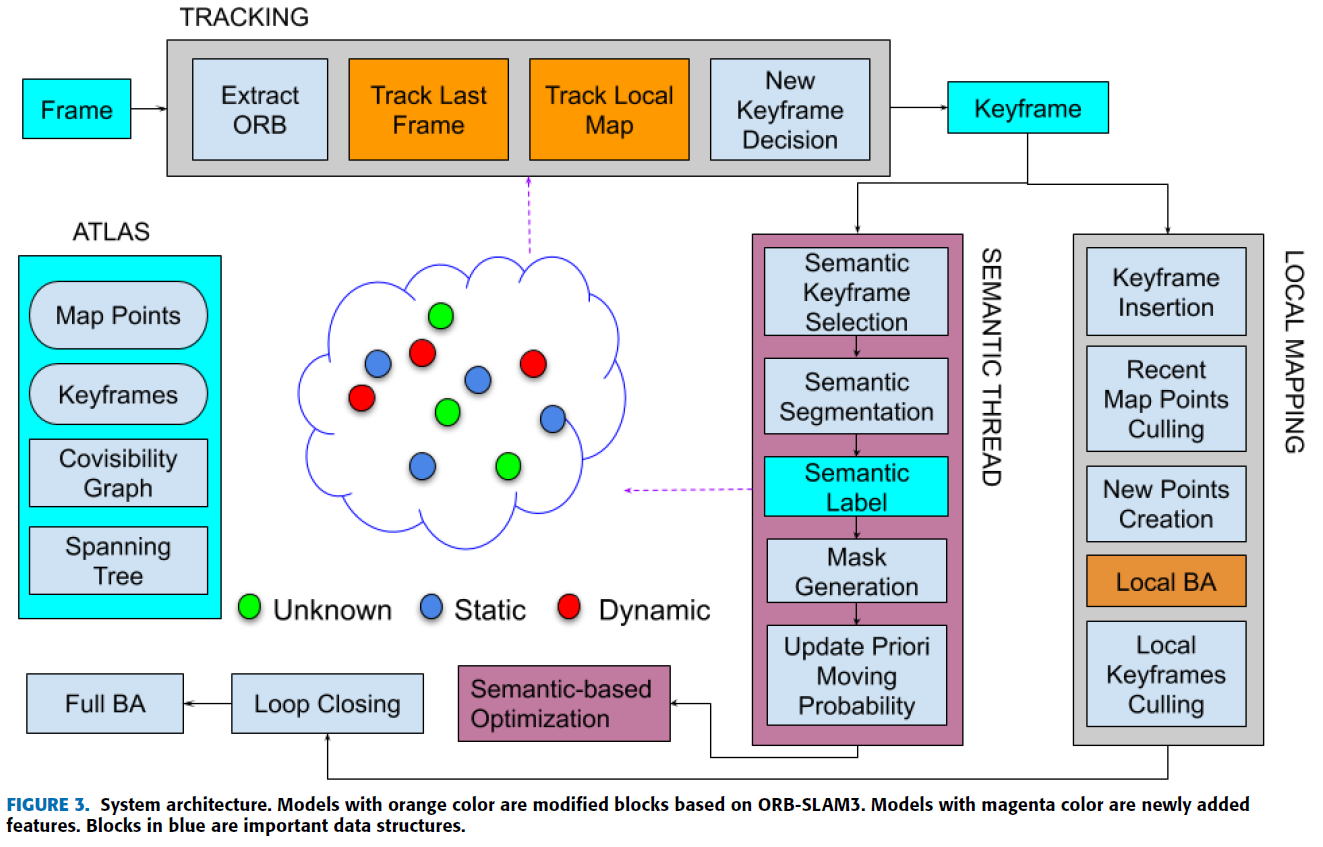 TRACKING
Frame
Extract
ORB
Track Last
Frame
Track Local
Map
New
Keyframe
Decision
Keyframe
ATLAS
Map Points
Keyframes
Covisibility
Graph
Spanning
Tree
Unknown
Static
Dynamic
SEMANTIC THREAD
Semantic
Keyframe
Selection
Semantic
Segmentation
Semantic
Label
Mask
Generation
Update Priori
Moving
Probability
LOCAL MAPPING
Keyframe
Insertion
Recent
Map Points
Culling
New Points
Creation
Local BA
Local
Keyframes
Culling
Full BA
Loop Closing
Semantic-based
Optimization
FIGURE 3. System architecture. Models with orange color are modified blocks based on ORB-SLAM3. Models with magenta color are newly added
features. Blocks in blue are important data structures.